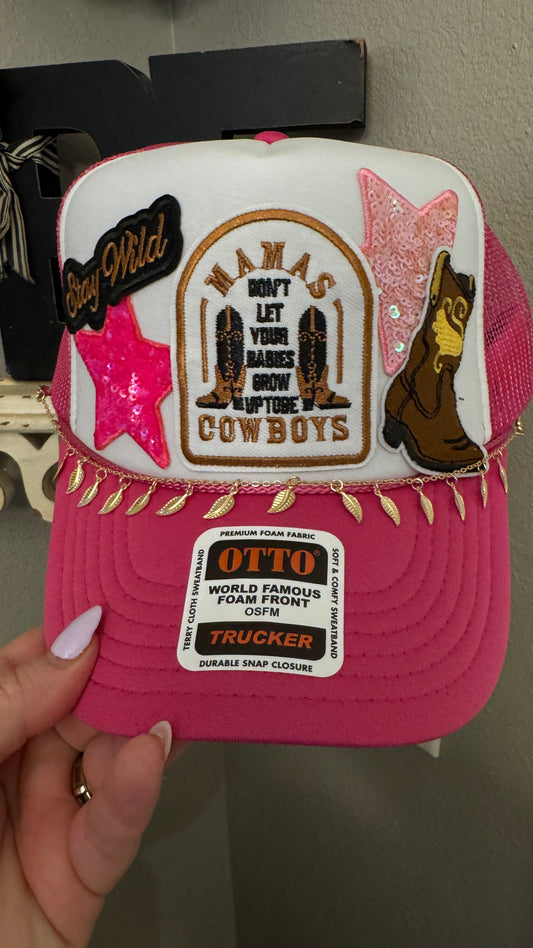 Stay Wild
MAMAS
DON'T
LET
YOUR
BABIES
GROW
UP TO BE
COWBOYS
PREMIUM FOAM FABRIC
OTTO®
WORLD FAMOUS
FOAM FRONT
OSFM
TRUCKER
DURABLE SNAP CLOSURE
TERRY CLOTH SWEATBAND
SOFT & COMFY SWEATBAND